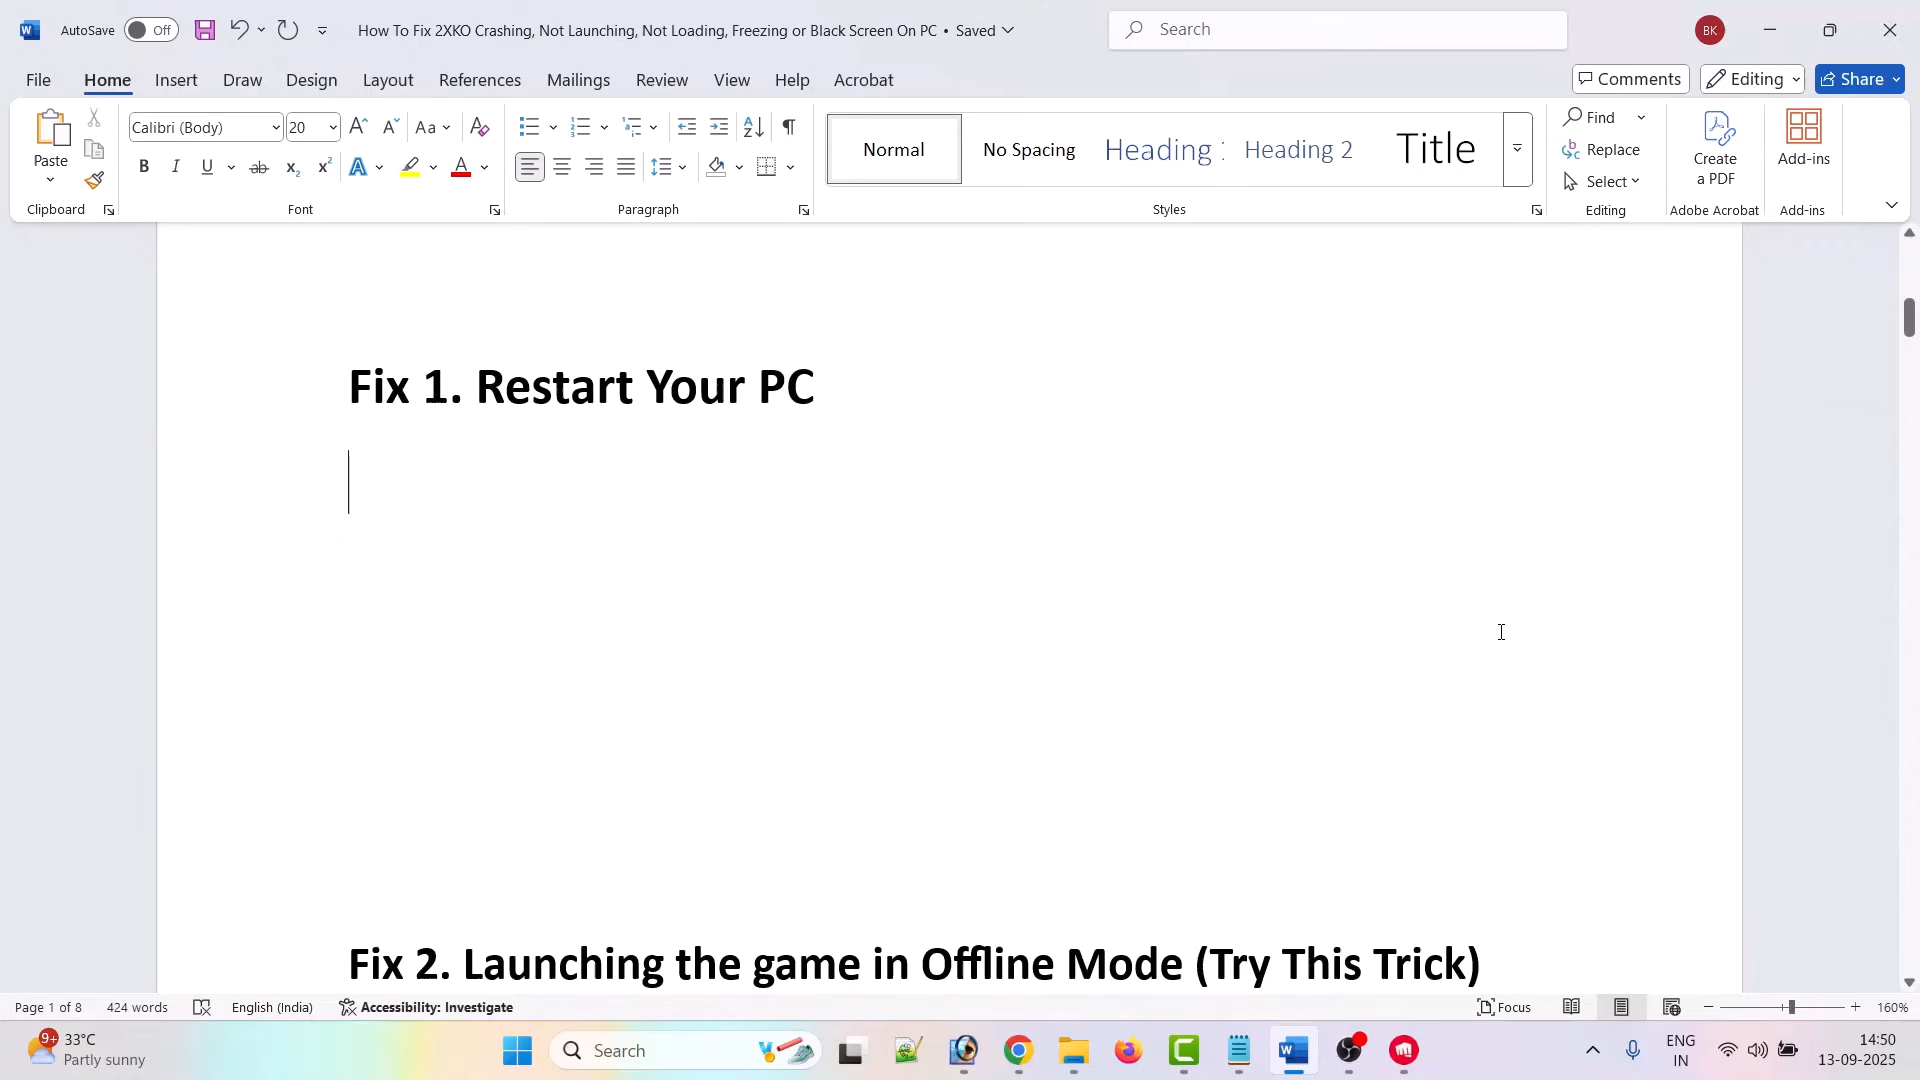 AutoSave Off How To Fix 2XKO Crashing, Not Launching, Not Loading, Freezing or Black Screen On PC • Saved Search BK
File Home Insert Draw Design Layout References Mailings Review View Help Acrobat Comments Editing Share
Paste Calibri (Body) 20 Aa Normal No Spacing Heading 1 Heading 2 Title Find Replace Select Create a PDF Add-ins
Clipboard Font Paragraph Styles Editing Adobe Acrobat Add-ins
Fix 1. Restart Your PC
Fix 2. Launching the game in Offline Mode (Try This Trick)
Page 1 of 8 424 words English (India) Accessibility: Investigate Focus 160%
9+ 33°C Search ENG 14:50
Partly sunny IN 13-09-2025